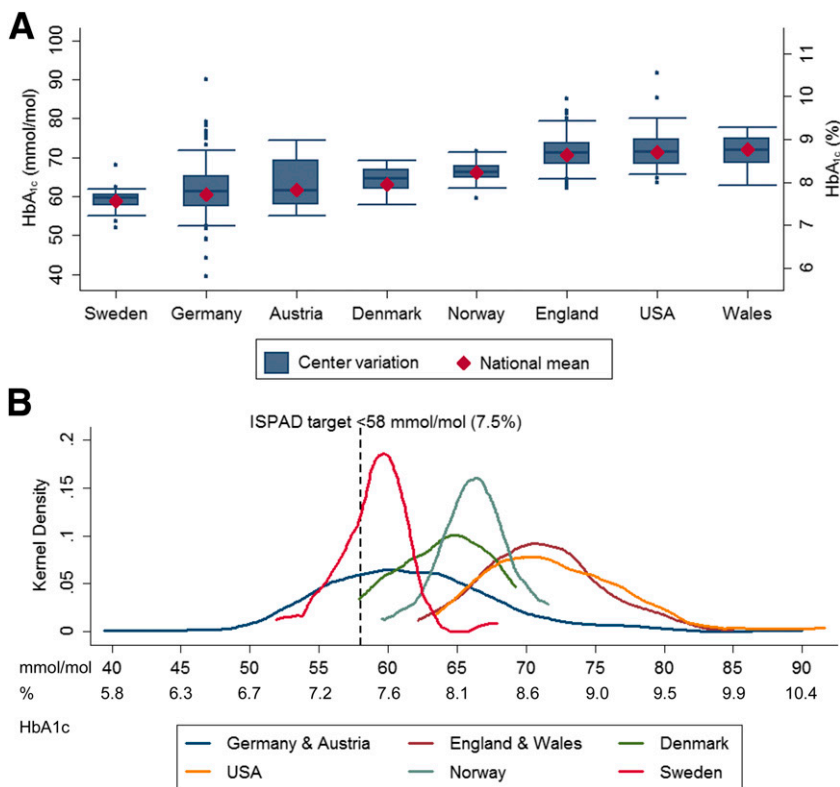 A
HbA1c (mmol/mol)
100
90
80
70
60
50
40
HbA1c (%)
11
10
9
8
7
6
Sweden Germany Austria Denmark Norway England USA Wales
Center variation National mean
B
ISPAD target <58 mmol/mol (7.5%)
Kernel Density
.2
.15
.1
.05
0
mmol/mol 40 45 50 55 60 65 70 75 80 85 90
% 5.8 6.3 6.7 7.2 7.6 8.1 8.6 9.0 9.5 9.9 10.4
HbA1c
Germany & Austria England & Wales Denmark
USA Norway Sweden